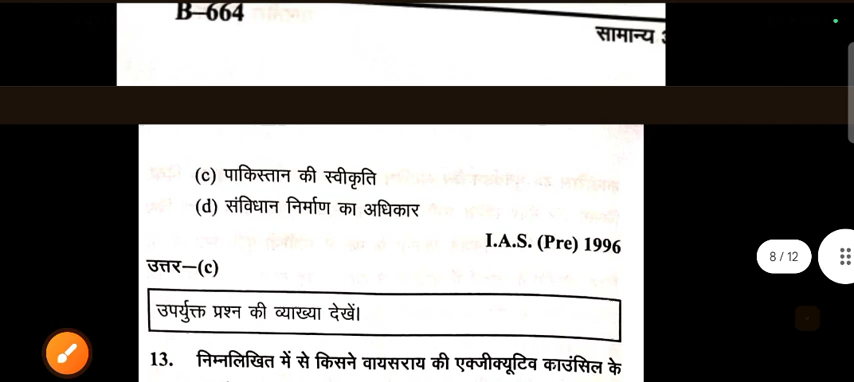 B–664
सामान्य
(c) पाकिस्तान की स्वीकृति
(d) संविधान निर्माण का अधिकार
I.A.S. (Pre) 1996
उत्तर–(c)
उपर्युक्त प्रश्न की व्याख्या देखें।
8 / 12
13. निम्नलिखित में से किसने वायसराय की एक्जीक्यूटिव काउंसिल के